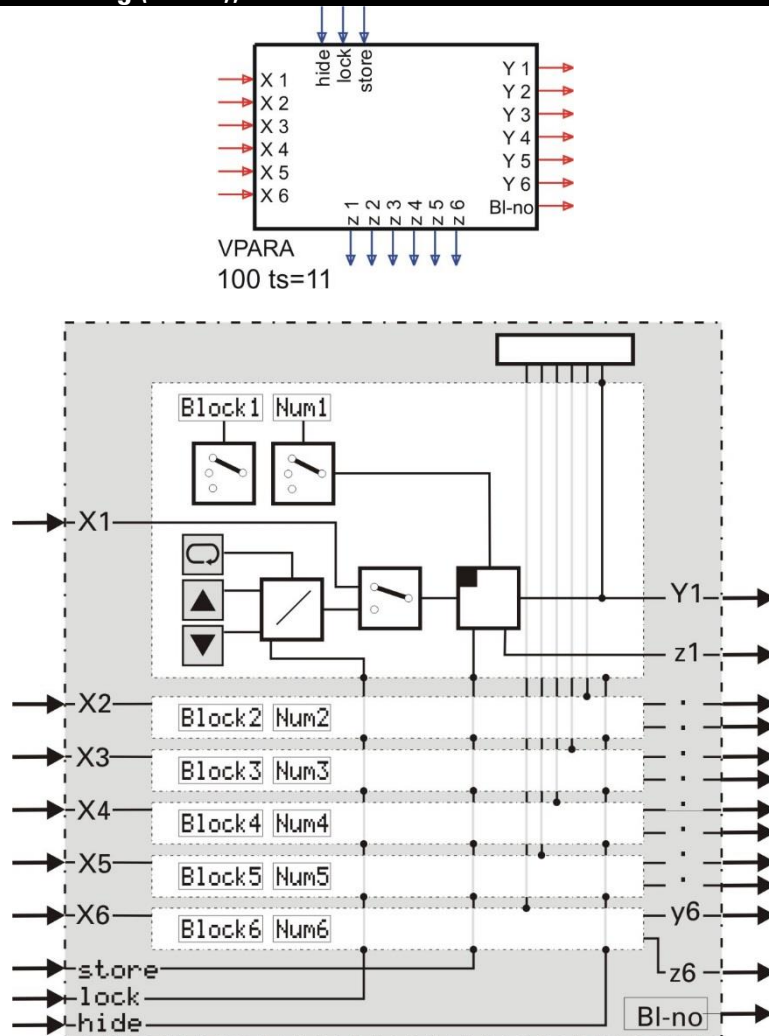 hide
lock
store
X 1
X 2
X 3
X 4
X 5
X 6
Y 1
Y 2
Y 3
Y 4
Y 5
Y 6
Bl-no
z 1
z 2
z 3
z 4
z 5
z 6
VPARA
100 ts=11
Block1 Num1
X1
Y1
z1
X2
Block2 Num2
X3
Block3 Num3
X4
Block4 Num4
X5
Block5 Num5
X6
Block6 Num6
y6
z6
store
lock
hide
Bl-no